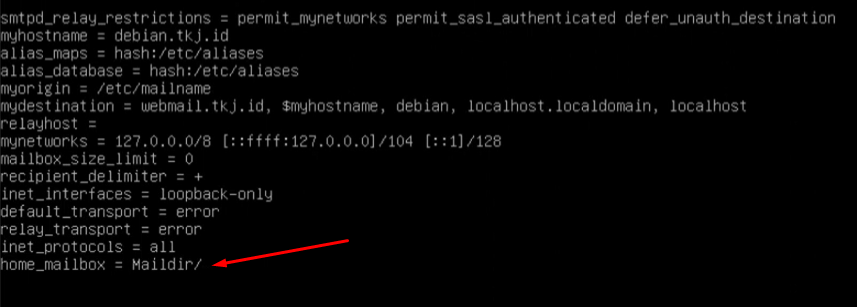 smtpd_relay_restrictions = permit_mynetworks permit_sasl_authenticated defer_unauth_destination
myhostname = debian.tkj.id
alias_maps = hash:/etc/aliases
alias_database = hash:/etc/aliases
myorigin = /etc/mailname
mydestination = webmail.tkj.id, $myhostname, debian, localhost.localdomain, localhost
relayhost =
mynetworks = 127.0.0.0/8 [::ffff:127.0.0.0]/104 [::1]/128
mailbox_size_limit = 0
recipient_delimiter = +
inet_interfaces = loopback-only
default_transport = error
relay_transport = error
inet_protocols = all
home_mailbox = Maildir/